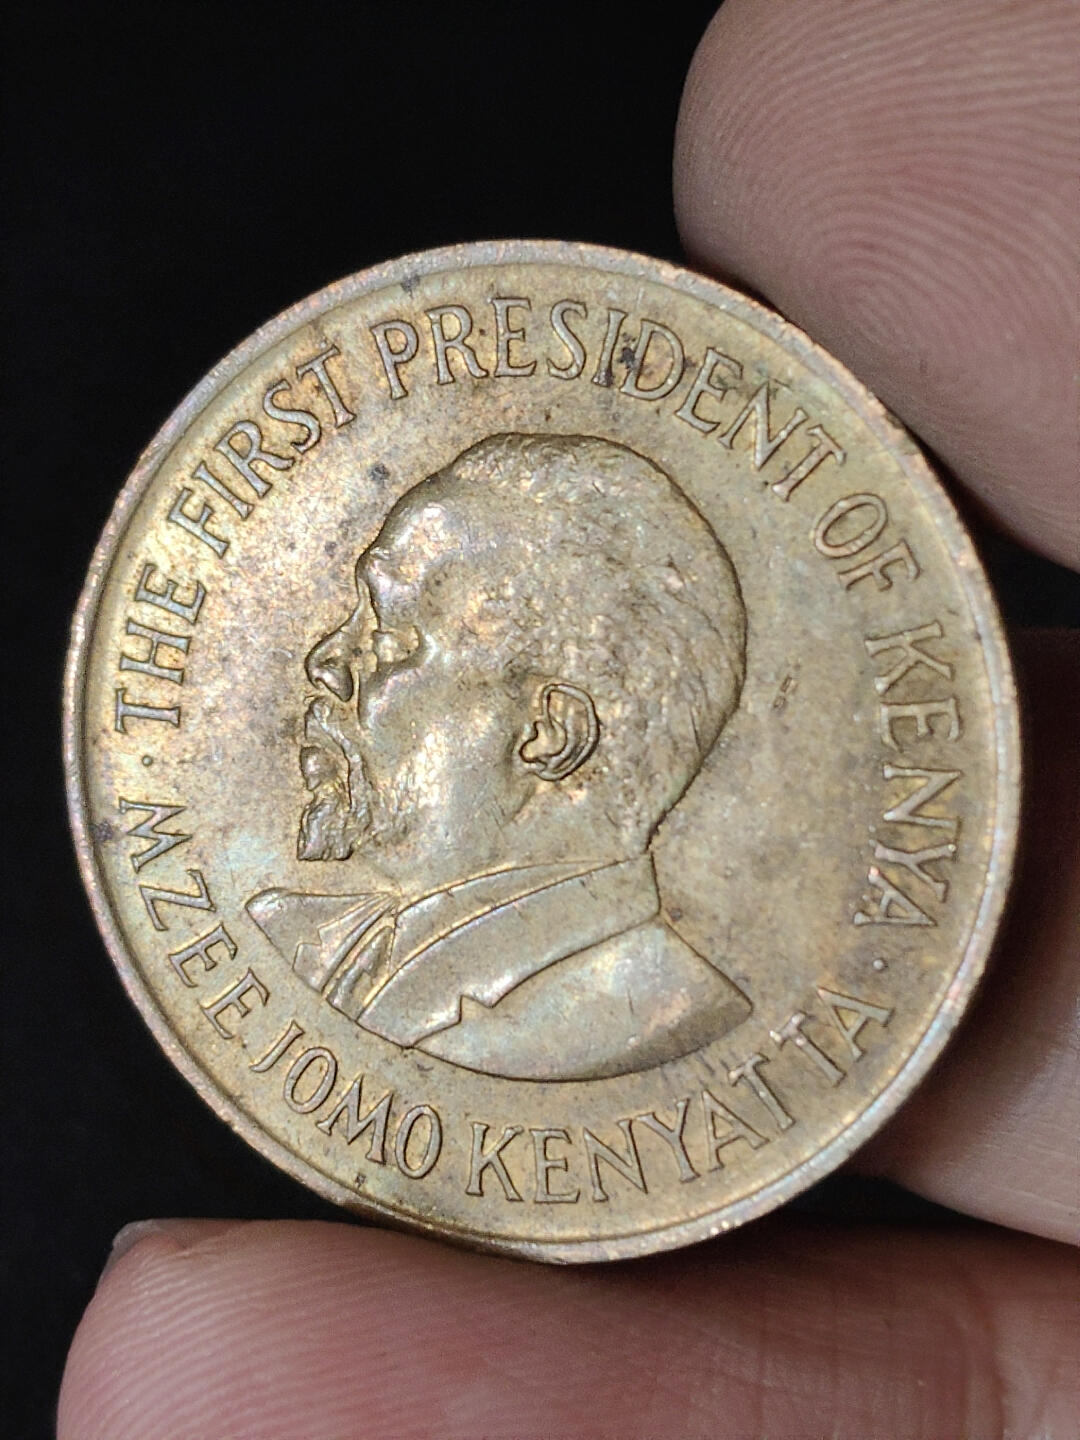 THE FIRST PRESIDENT OF KENYA
· MZEE JOMO KENYATTA ·